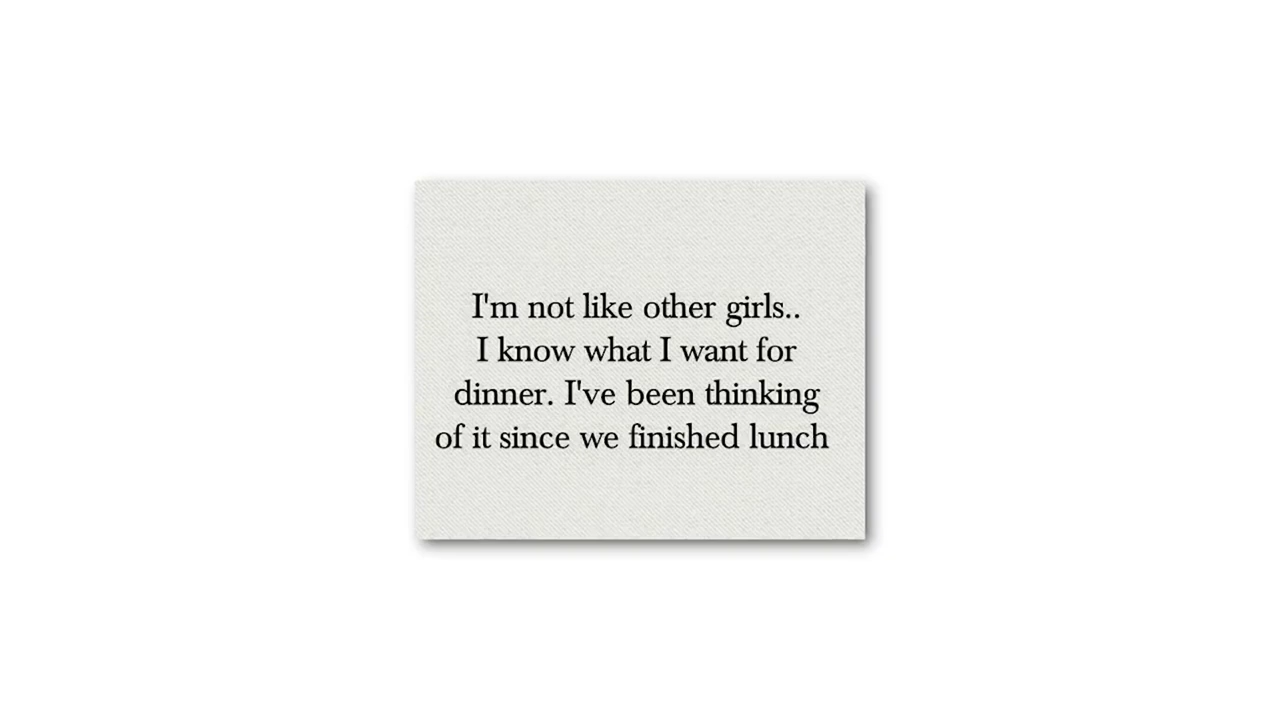 I'm not like other girls..
I know what I want for
dinner. I've been thinking
of it since we finished lunch